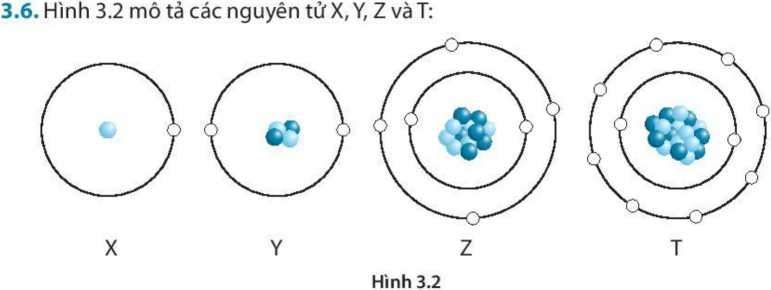 3.6. Hình 3.2 mô tả các nguyên tử X, Y, Z và T:
X Y Z T
Hình 3.2